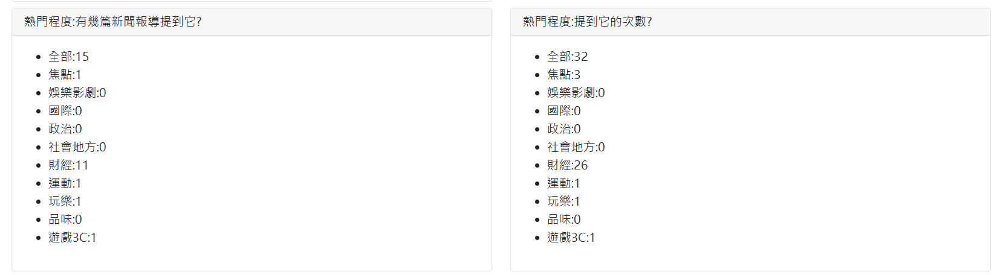 熱門程度:有幾篇新聞報導提到它?
全部:15
焦點:1
娛樂影劇:0
國際:0
政治:0
社會地方:0
財經:11
運動:1
玩樂:1
品味:0
遊戲3C:1
熱門程度:提到它的次數?
全部:32
焦點:3
娛樂影劇:0
國際:0
政治:0
社會地方:0
財經:26
運動:1
玩樂:1
品味:0
遊戲3C:1